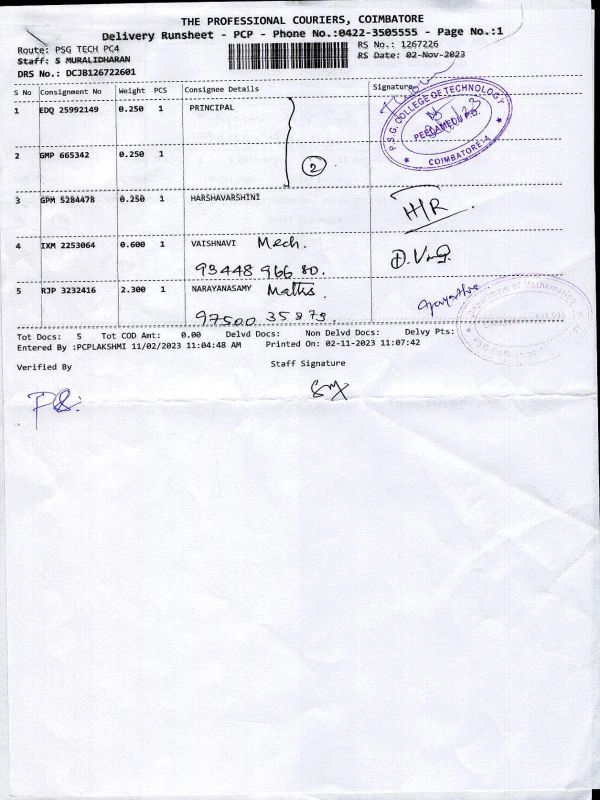 THE PROFESSIONAL COURIERS, COIMBATORE
Delivery Runsheet - PCP - Phone No.:0422-3505555 - Page No.:1
Route: PSG TECH PC4 RS No.: 1267226
Staff: S MURALIDHARAN RS Date: 02-Nov-2023
DRS No.: DCJB126722601
S No Consignment No Weight PCS Consignee Details Signature
1 EDQ 25992149 0.250 1 PRINCIPAL
P.S.G. COLLEGE OF TECHNOLOGY
PEELAMEDU P.O.
COIMBATORE-4
2 GMP 665342 0.250 1
2
3 GPM 5284478 0.250 1 HARSHAVARSHINI
4 IXM 2253064 0.600 1 VAISHNAVI Mech.
93448 96680.
5 RJP 3232416 2.300 1 NARAYANASAMY Maths.
97500 35873.
Department of Mathematics
PSG College of
Tot Docs: 5 Tot COD Amt: 0.00 Delvd Docs: Non Delvd Docs: Delvy Pts:
Entered By :PCPLAKSHMI 11/02/2023 11:04:48 AM Printed On: 02-11-2023 11:07:42
Verified By Staff Signature